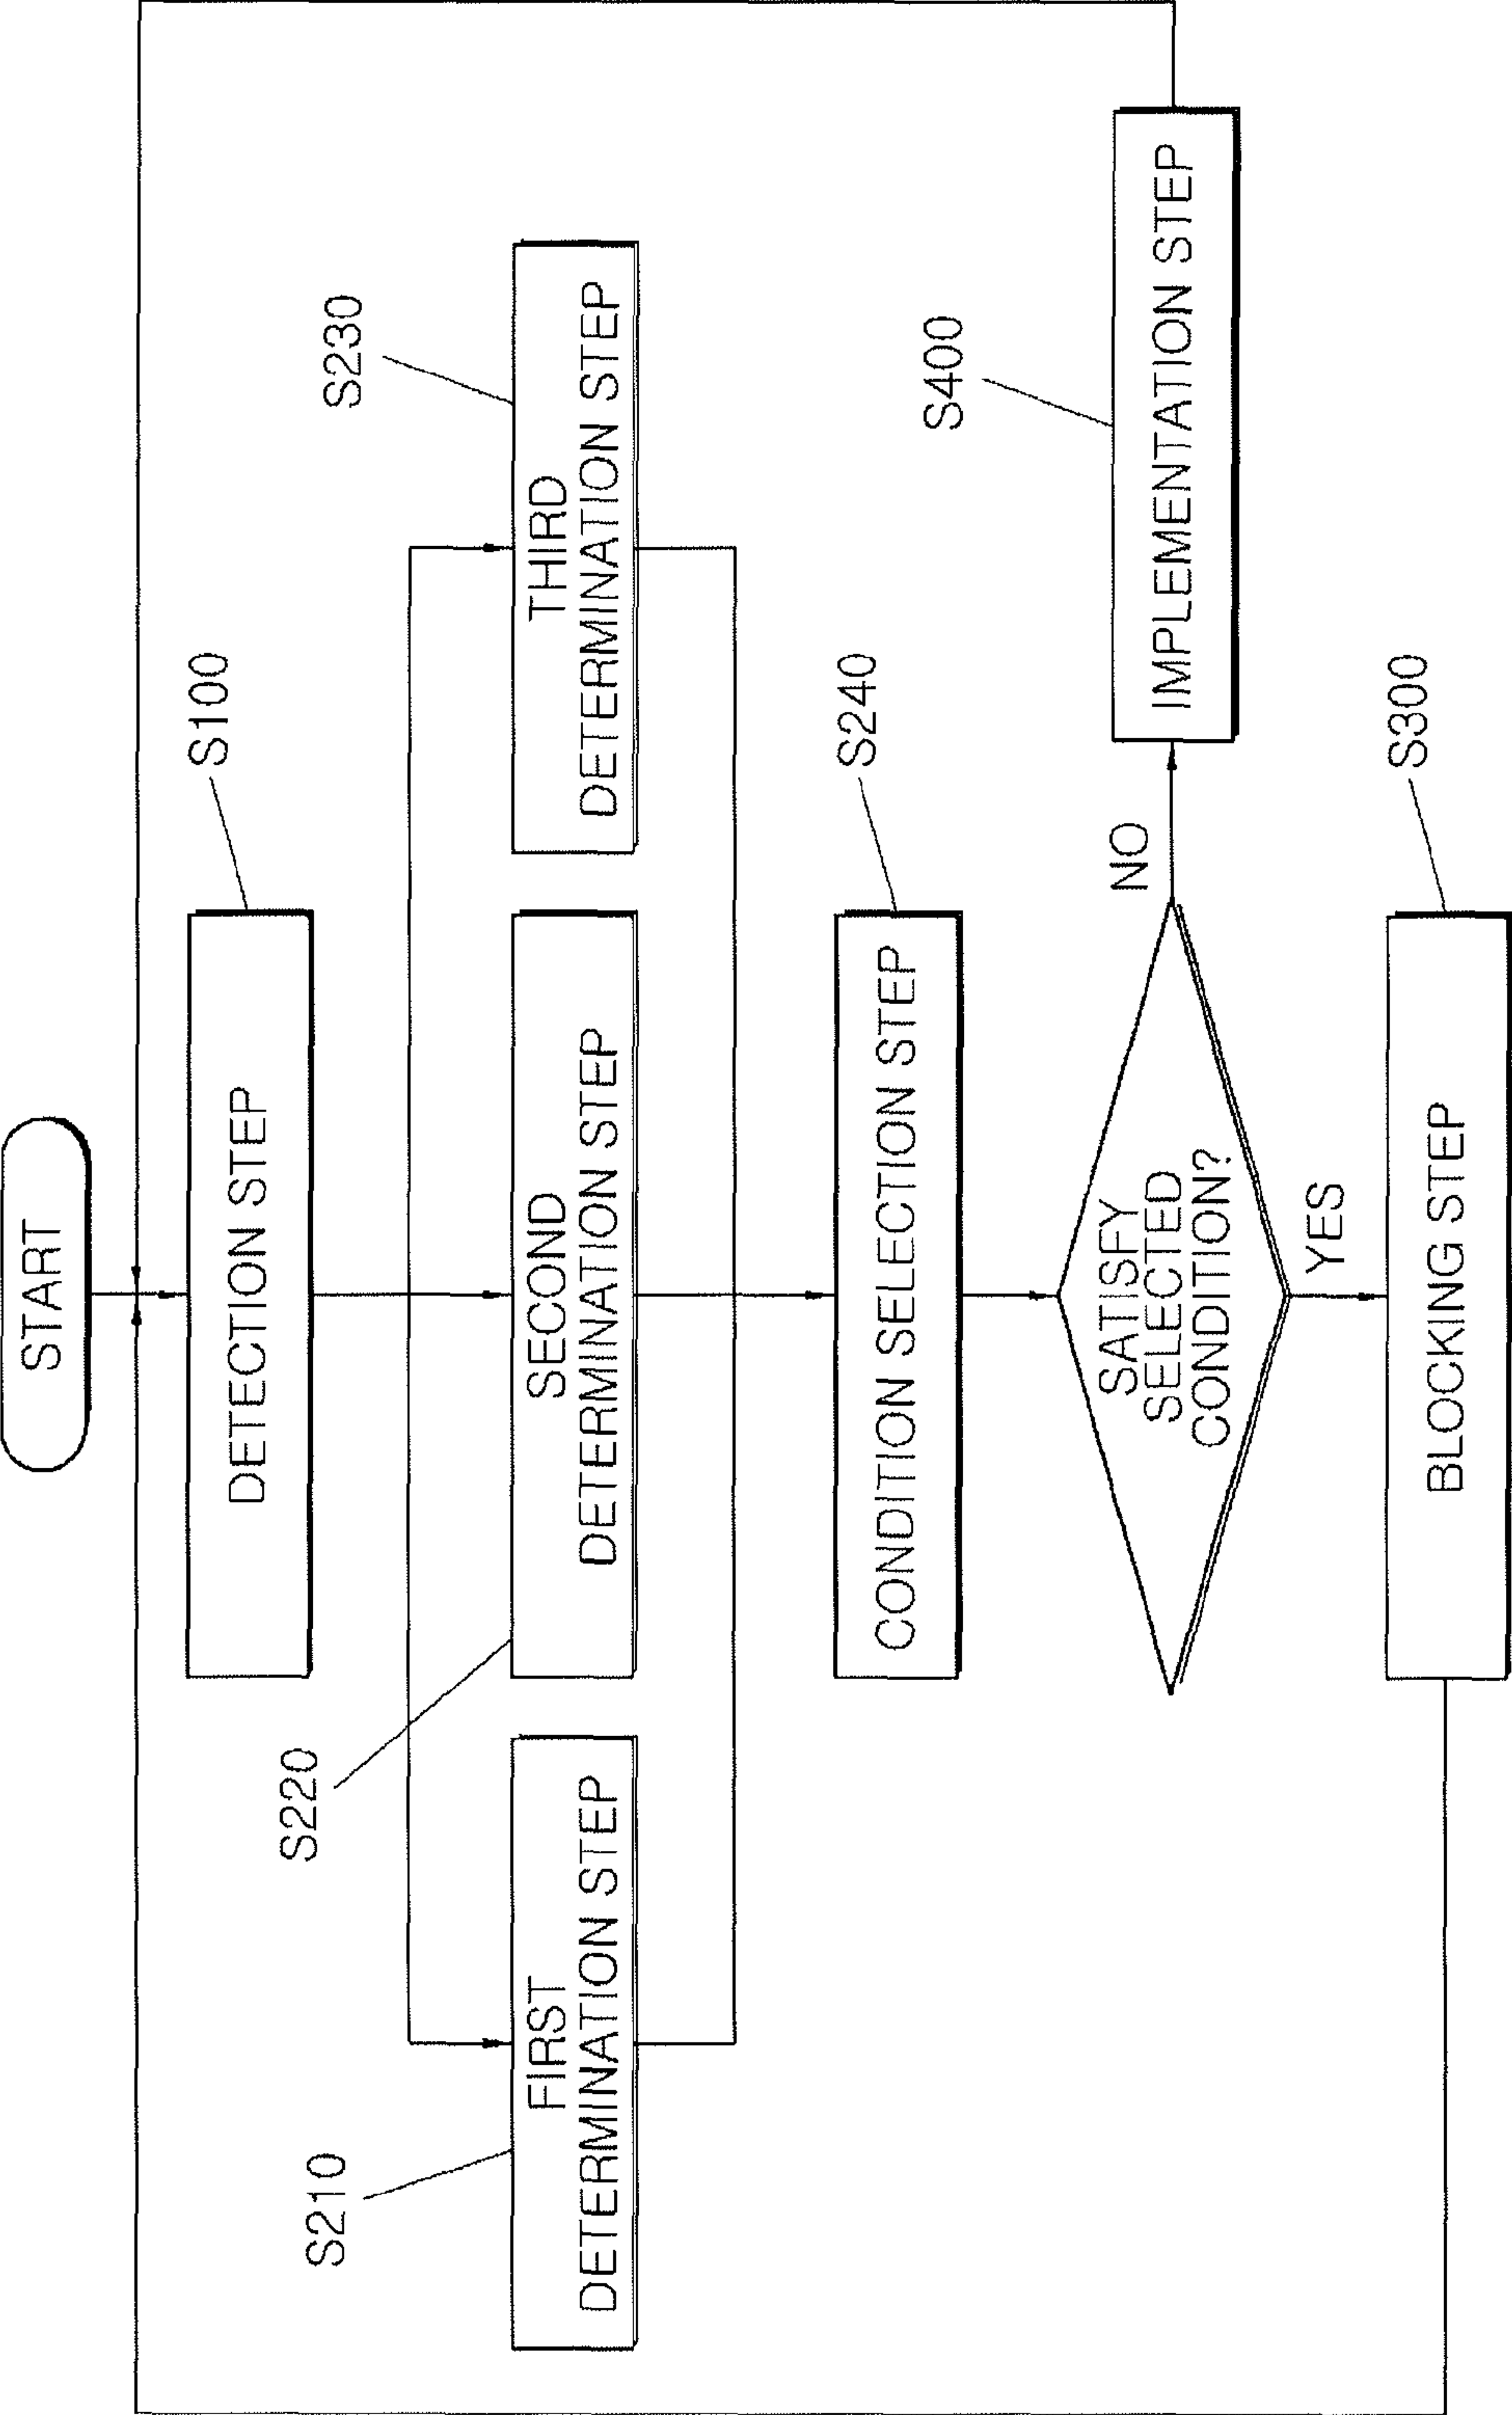 START
S100
DETECTION STEP
S210
FIRST
DETERMINATION STEP
S220
SECOND
DETERMINATION STEP
S230
THIRD
DETERMINATION STEP
S240
CONDITION SELECTION STEP
SATISFY
SELECTED
CONDITION?
NO
S400
IMPLEMENTATION STEP
YES
S300
BLOCKING STEP